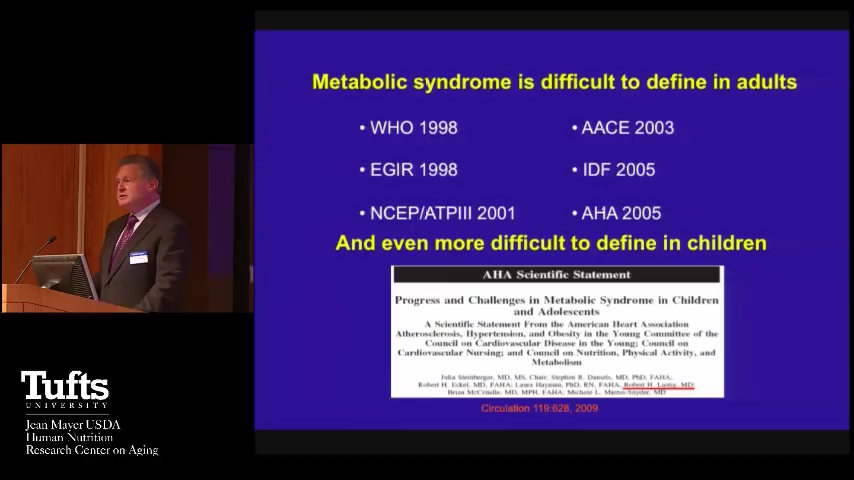 Metabolic syndrome is difficult to define in adults
• WHO 1998
• AACE 2003
• EGIR 1998
• IDF 2005
• NCEP/ATPIII 2001
• AHA 2005
And even more difficult to define in children
AHA Scientific Statement
Progress and Challenges in Metabolic Syndrome in Children
and Adolescents
A Scientific Statement From the American Heart Association
Atherosclerosis, Hypertension, and Obesity in the Young Committee of the
Council on Cardiovascular Disease in the Young; Council on
Cardiovascular Nursing; and Council on Nutrition, Physical Activity, and
Metabolism
Julia Steinberger, MD, MS, Chair; Stephen R. Daniels, MD, PhD, FAHA;
Robert H. Eckel, MD, FAHA; Laura Hayman, PhD, RN, FAHA; Robert H. Lustig, MD;
Brian McCrindle, MD, MPH, FAHA; Michele L. MD
Circulation 119:628, 2009
Tufts
UNIVERSITY
Jean Mayer USDA
Human Nutrition
Research Center on Aging